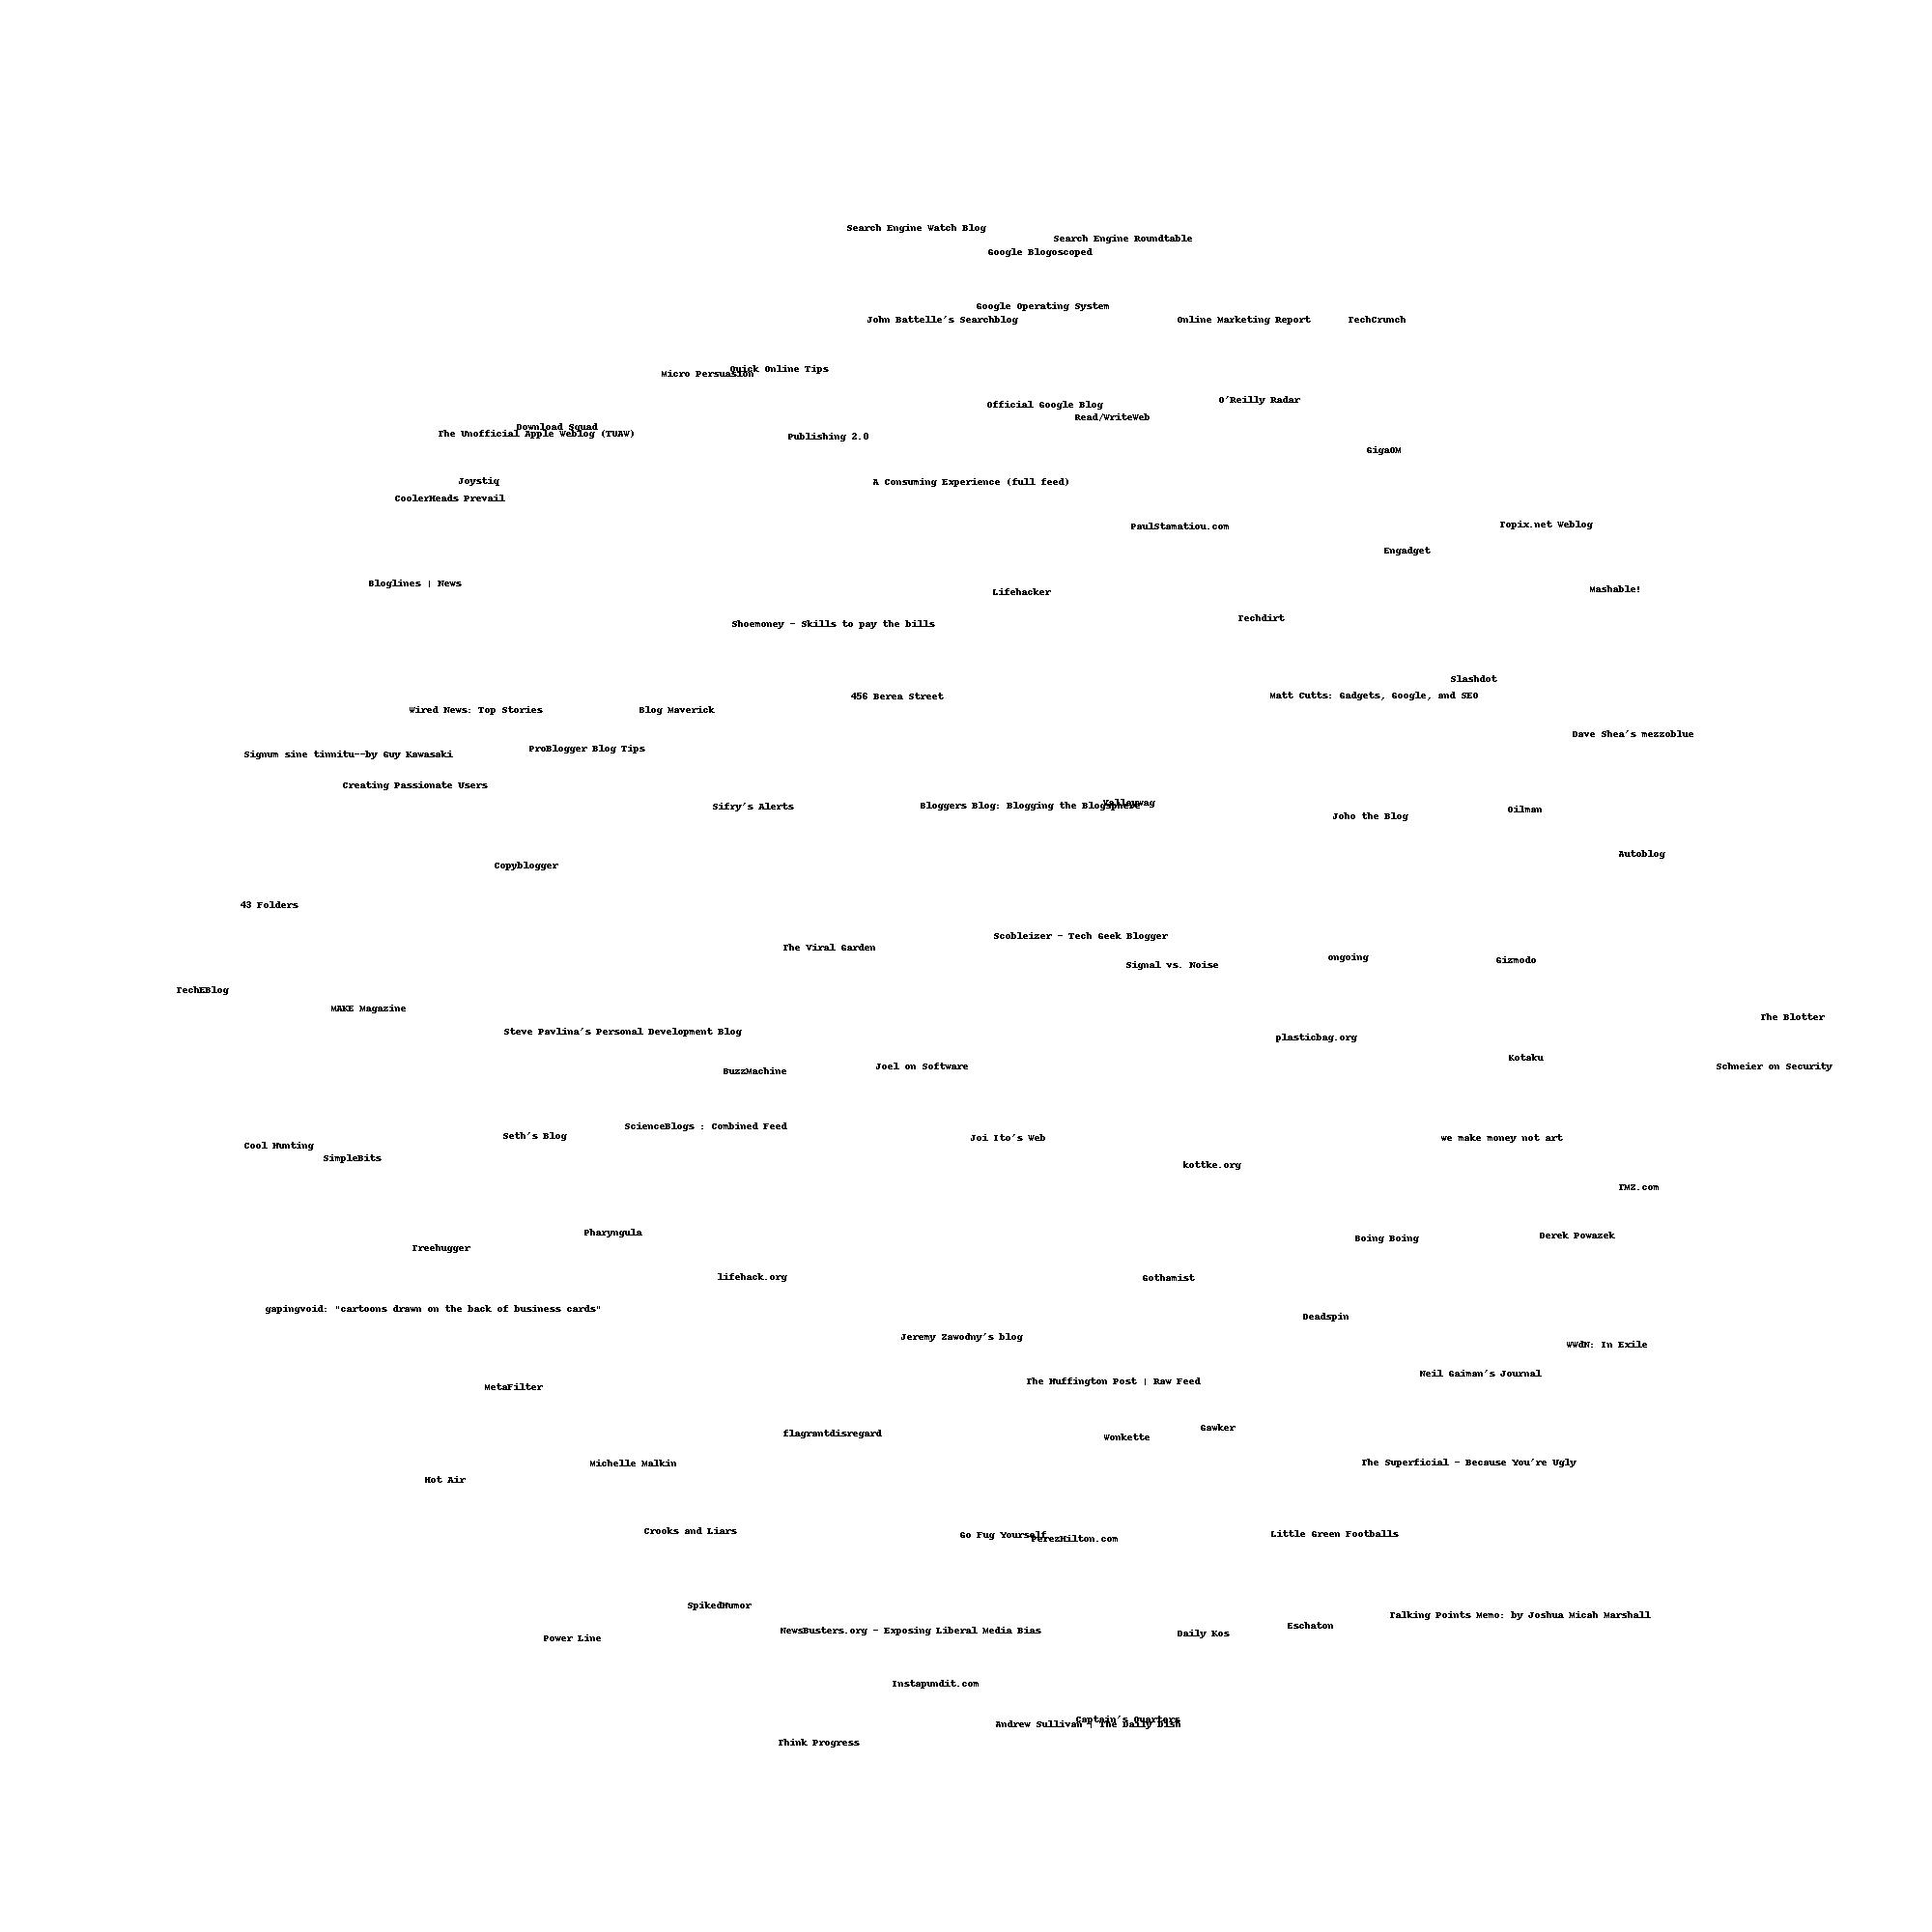 Search Engine Watch Blog
Search Engine Roundtable
Google Blogoscoped
Google Operating System
John Battelle's Searchblog
Online Marketing Report
TechCrunch
Quick Online Tips
Micro Persuasion
O'Reilly Radar
Official Google Blog
Read/WriteWeb
Download Squad
The Unofficial Apple Weblog (TUAW)
Publishing 2.0
GigaOM
Joystiq
A Consuming Experience (full feed)
CoolerHeads Prevail
Topix.net Weblog
PaulStamatiou.com
Engadget
Bloglines | News
Mashable!
Lifehacker
Techdirt
Shoemoney - Skills to pay the bills
Slashdot
Matt Cutts: Gadgets, Google, and SEO
456 Berea Street
Wired News: Top Stories
Blog Maverick
Dave Shea's mezzoblue
ProBlogger Blog Tips
Signum sine tinnitu--by Guy Kawasaki
Creating Passionate Users
Valleywag
Bloggers Blog: Blogging the Blogsphere
Sifry's Alerts
Oilman
Joho the Blog
Autoblog
Copyblogger
43 Folders
Scobleizer - Tech Geek Blogger
The Viral Garden
ongoing
Gizmodo
Signal vs. Noise
TechEBlog
MAKE Magazine
The Blotter
Steve Pavlina's Personal Development Blog
plasticbag.org
Kotaku
Joel on Software
Schneier on Security
BuzzMachine
ScienceBlogs : Combined Feed
Seth's Blog
Joi Ito's Web
we make money not art
Cool Hunting
SimpleBits
kottke.org
TMZ.com
Pharyngula
Derek Powazek
Boing Boing
Treehugger
lifehack.org
Gothamist
gapingvoid: "cartoons drawn on the back of business cards"
Deadspin
Jeremy Zawodny's blog
WWdN: In Exile
Neil Gaiman's Journal
The Huffington Post | Raw Feed
MetaFilter
Gawker
flagrantdisregard
Wonkette
The Superficial - Because You're Ugly
Michelle Malkin
Hot Air
Crooks and Liars
Little Green Footballs
Go Fug Yourself
PerezHilton.com
SpikedHumor
Talking Points Memo: by Joshua Micah Marshall
Eschaton
NewsBusters.org - Exposing Liberal Media Bias
Daily Kos
Power Line
Instapundit.com
Captain's Quarters
Andrew Sullivan | The Daily Dish
Think Progress